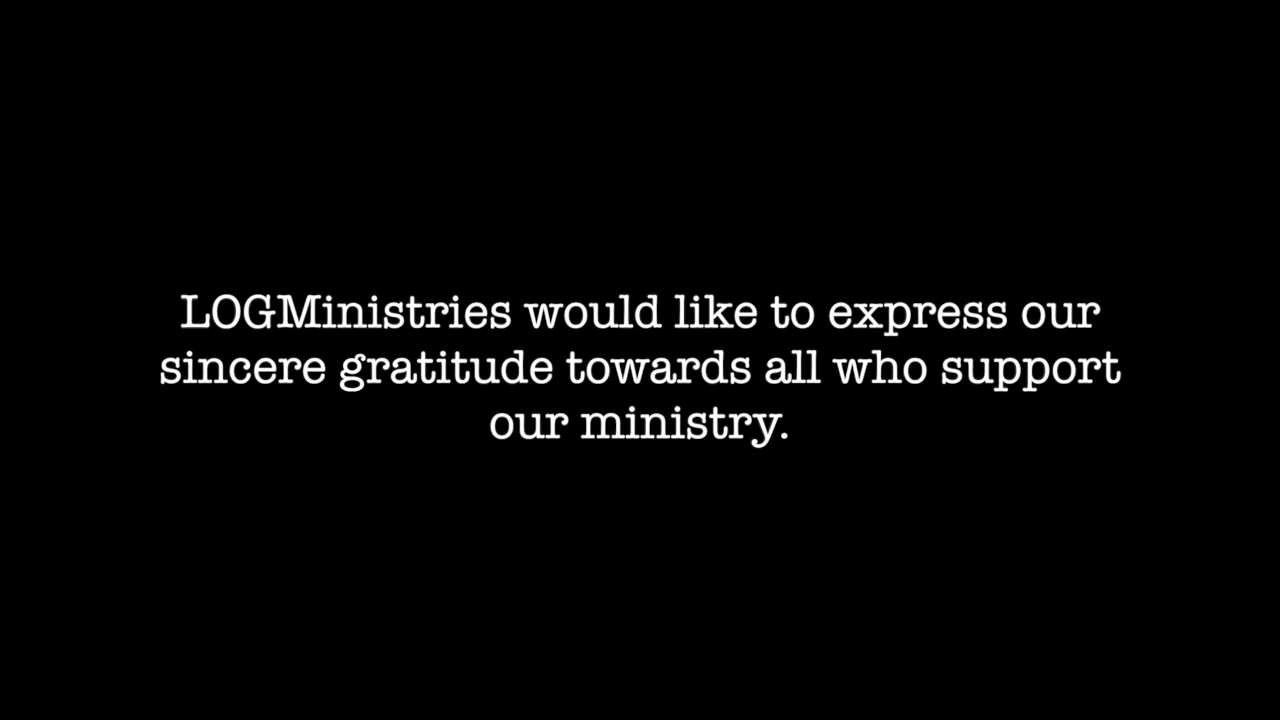 LOGMinistries would like to express our
sincere gratitude towards all who support
our ministry.